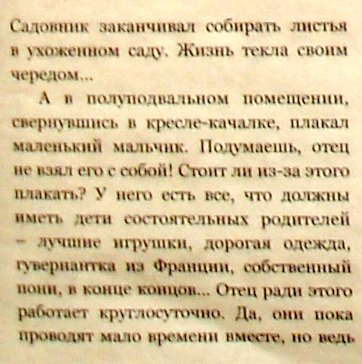 Садовник заканчивал собирать листья
в ухоженном саду. Жизнь текла своим
чередом...
А в полуподвальном помещении,
свернувшись в кресле-качалке, плакал
маленький мальчик. Подумаешь, отец
не взял его с собой! Стоит ли из-за этого
плакать? У него есть все, что должны
иметь дети состоятельных родителей
– лучшие игрушки, дорогая одежда,
гувернантка из Франции, собственный
пони, в конце концов... Отец ради этого
работает круглосуточно. Да, они пока
проводят мало времени вместе, но ведь